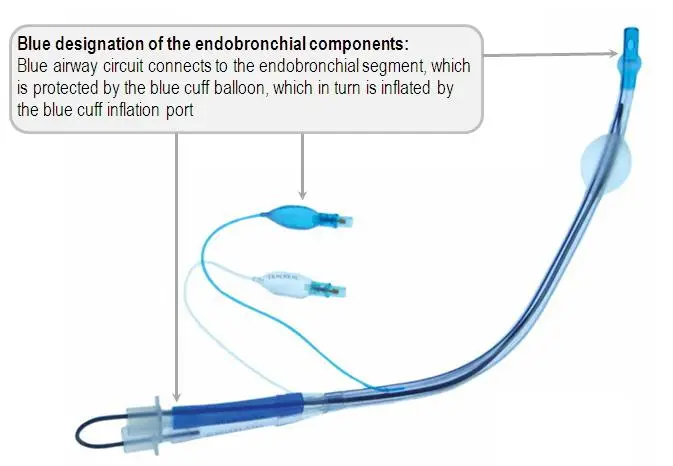 Blue designation of the endobronchial components:
Blue airway circuit connects to the endobronchial segment, which
is protected by the blue cuff balloon, which in turn is inflated by
the blue cuff inflation port